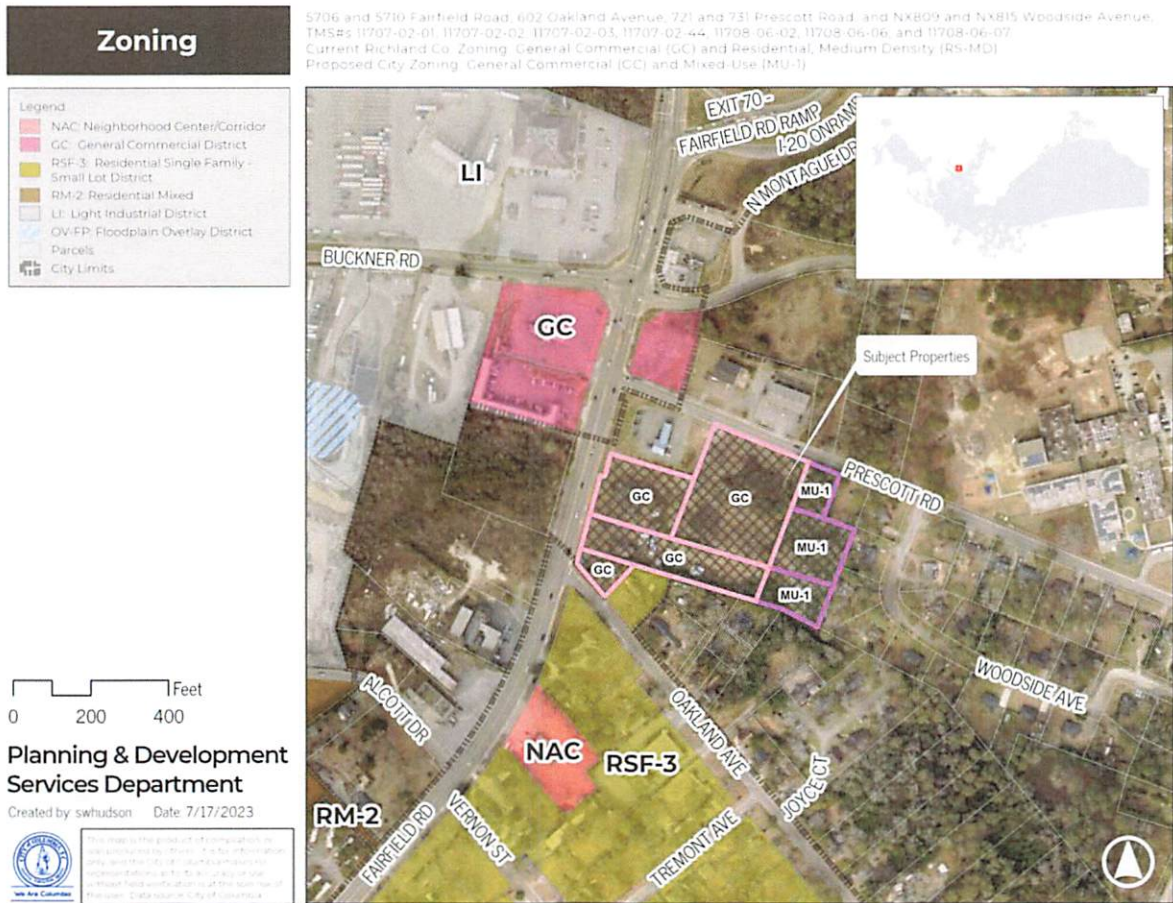 Zoning
5706 and 5710 Fairfield Road, 602 Oakland Avenue, 721 and 731 Prescott Road, and NX809 and NX815 Woodside Avenue,
TMS#s 11707-02-01, 11707-02-02, 11707-02-03, 11707-02-44, 11708-06-02, 11708-06-06, and 11708-06-07
Current Richland Co. Zoning: General Commercial (GC) and Residential, Medium Density (RS-MD)
Proposed City Zoning: General Commercial (GC) and Mixed-Use (MU-1)
Legend
NAC: Neighborhood Center/Corridor
GC: General Commercial District
RSF-3: Residential Single Family -
Small Lot District
RM-2: Residential Mixed
LI: Light Industrial District
OV-FP: Floodplain Overlay District
Parcels
City Limits
EXIT 70 -
FAIRFIELD RD RAMP
I-20 ONRAMP
N MONTAGUE DR
LI
BUCKNER RD
GC
Subject Properties
PRESCOTT RD
GC
GC
MU-1
MU-1
GC
GC
MU-1
WOODSIDE AVE
ALCOTT DR
OAKLAND AVE
NAC
RSF-3
JOYCE CT
RM-2
FAIRFIELD RD
VERNON ST
TREMONT AVE
Feet
0 200 400
Planning & Development
Services Department
Created by swhudson Date 7/17/2023
We Are Columbia